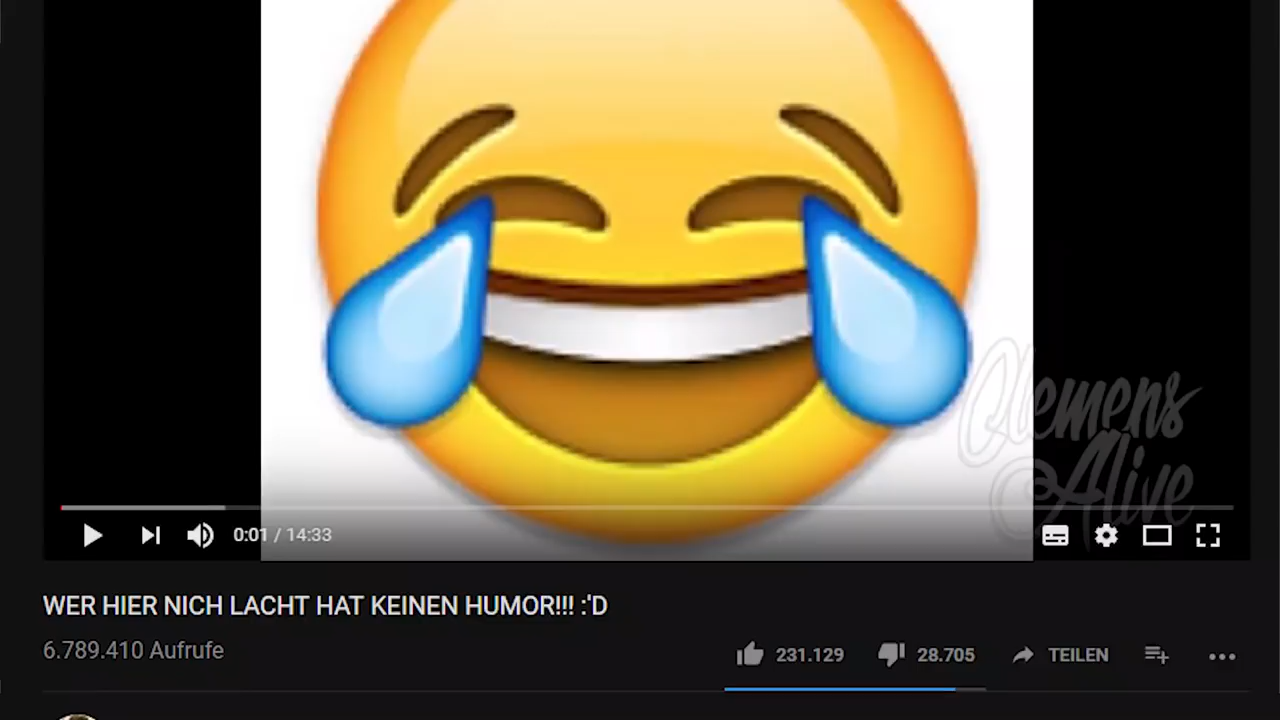 Clemens
Alive
0:01 / 14:33
WER HIER NICH LACHT HAT KEINEN HUMOR!!! :'D
6.789.410 Aufrufe
231.129 28.705 TEILEN